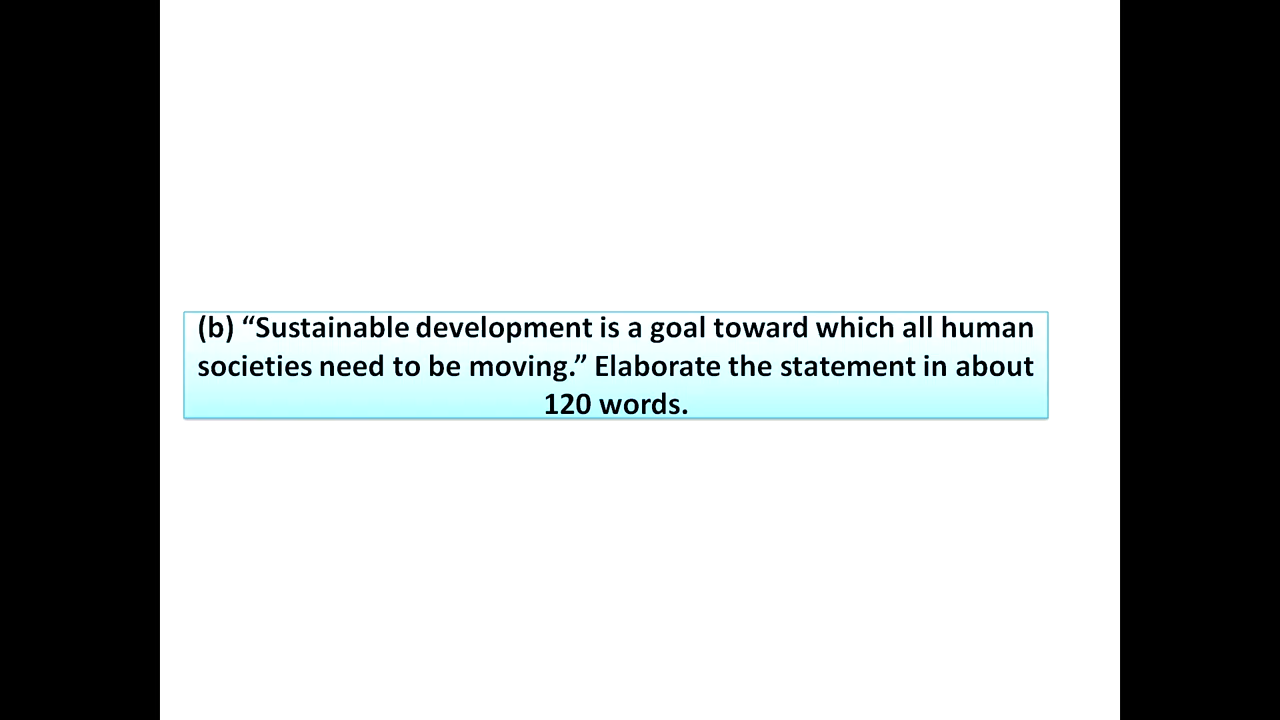 (b) “Sustainable development is a goal toward which all human
societies need to be moving.” Elaborate the statement in about
120 words.